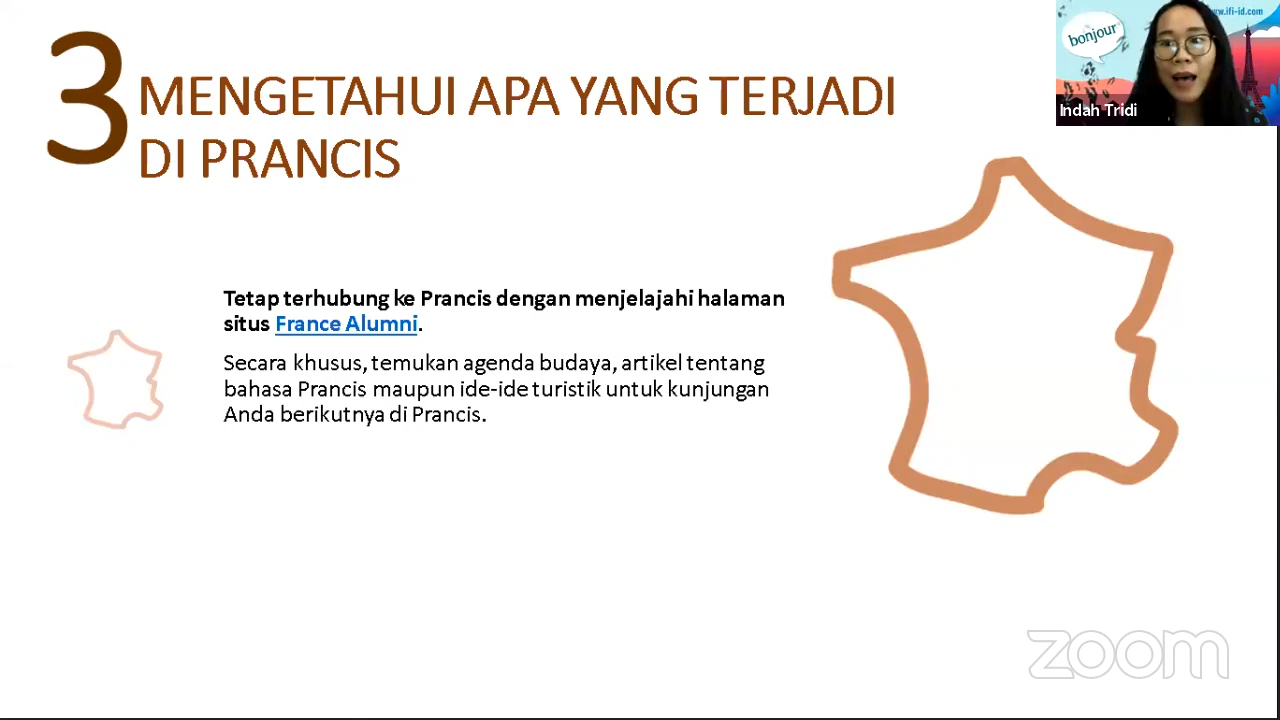 3
MENGETAHUI APA YANG TERJADI
DI PRANCIS
Tetap terhubung ke Prancis dengan menjelajahi halaman
situs France Alumni.
Secara khusus, temukan agenda budaya, artikel tentang
bahasa Prancis maupun ide-ide turistik untuk kunjungan
Anda berikutnya di Prancis.
www.ifi-id.com
bonjour
Indah Tridi
zoom